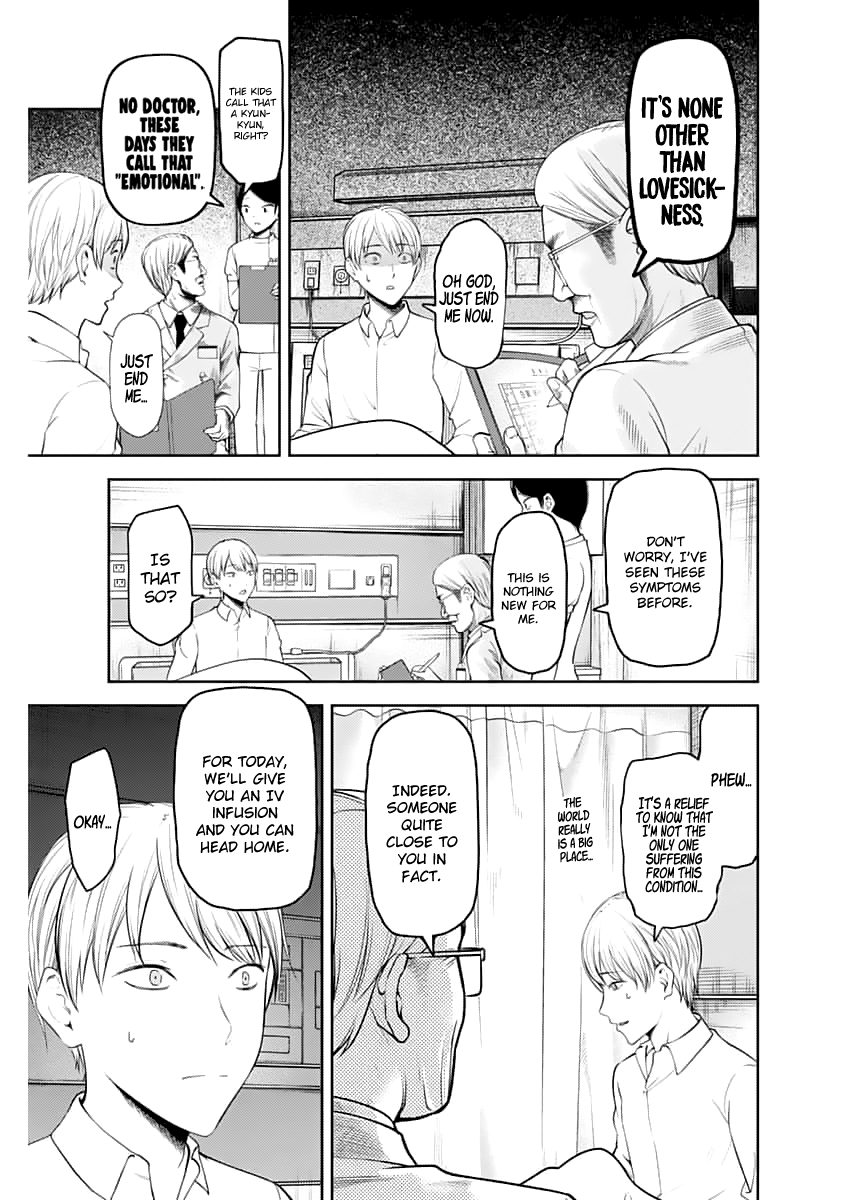 IT'S NONE
OTHER
THAN
LOVESICK-
NESS.
OH GOD,
JUST END
ME NOW.
THE KIDS
CALL THAT
A KYUN-
KYUN,
RIGHT?
NO DOCTOR,
THESE
DAYS THEY
CALL THAT
"EMOTIONAL".
JUST
END
ME...
DON'T
WORRY, I'VE
SEEN THESE
SYMPTOMS
BEFORE.
THIS IS
NOTHING
NEW FOR
ME.
IS
THAT
SO?
PHEW...
IT'S A RELIEF
TO KNOW THAT
I'M NOT THE
ONLY ONE
SUFFERING
FROM THIS
CONDITION...
THE
WORLD
REALLY
IS A BIG
PLACE...
INDEED.
SOMEONE
QUITE
CLOSE TO
YOU IN
FACT.
FOR TODAY,
WE'LL GIVE
YOU AN IV
INFUSION
AND YOU CAN
HEAD HOME.
OKAY...